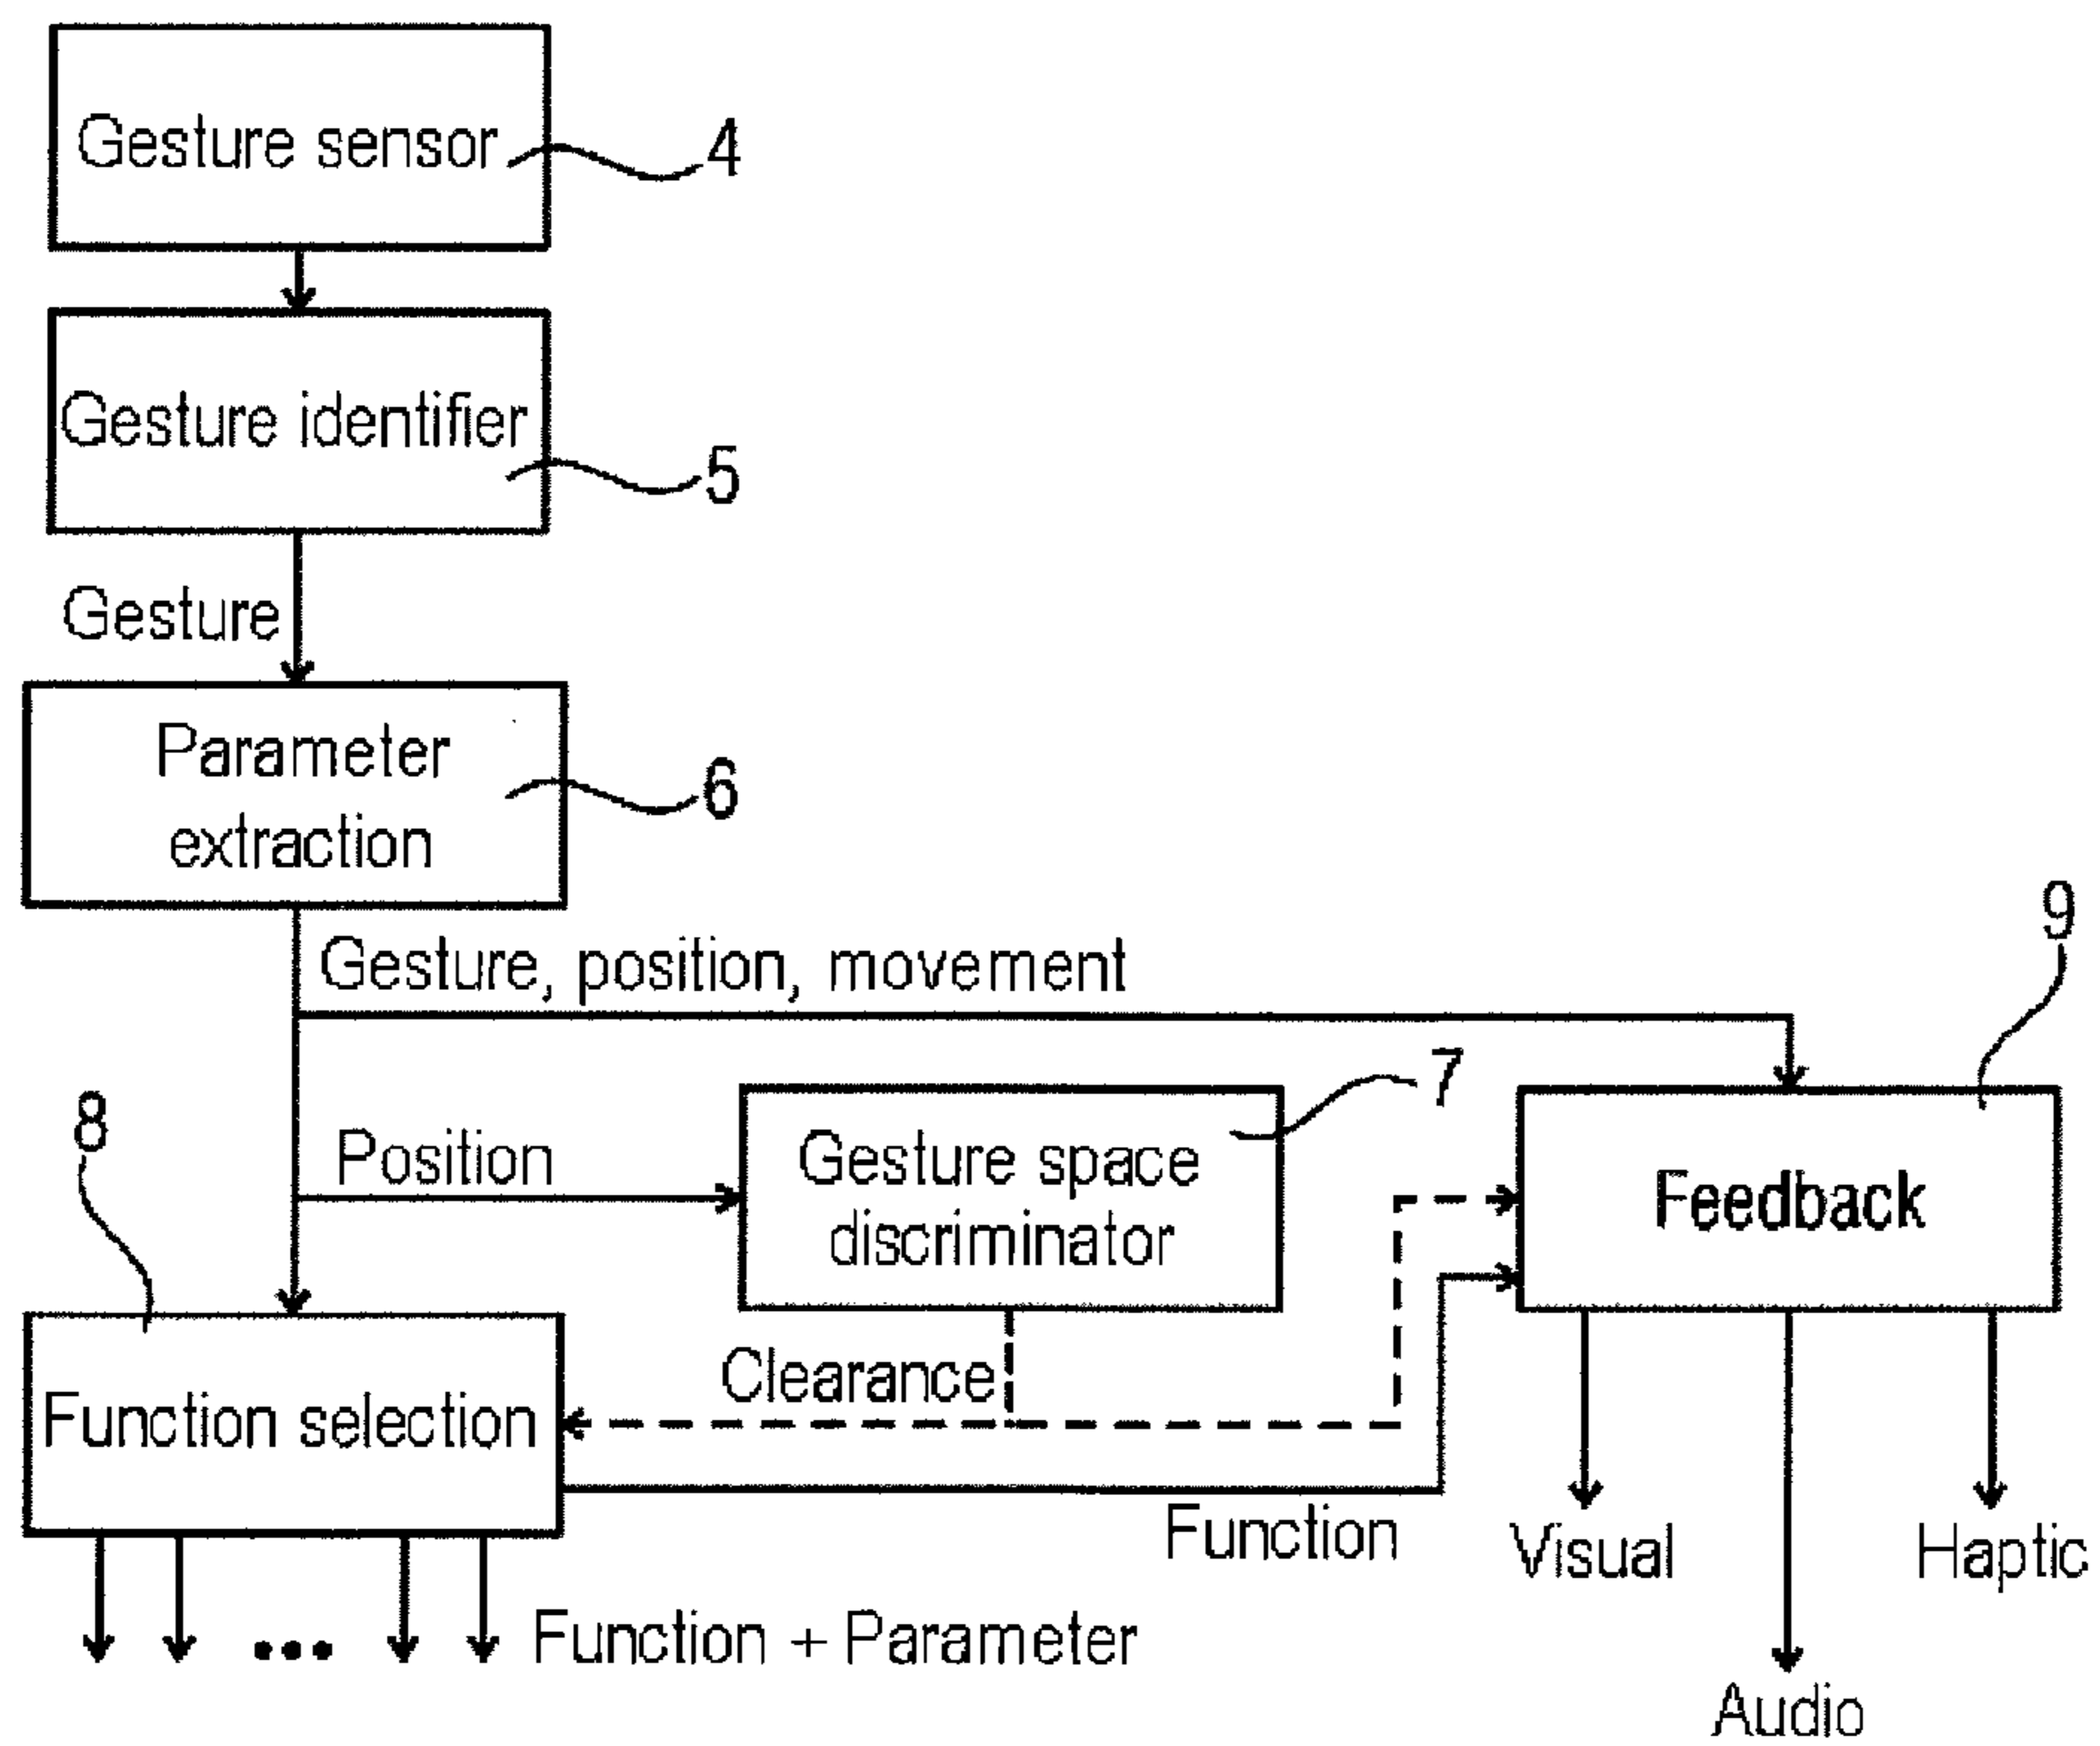 Gesture sensor
4
Gesture identifier
5
Gesture
Parameter
extraction
6
Gesture, position, movement
9
7
8
Position
Gesture space
discriminator
Feedback
Clearance
Function selection
Function
Visual
Haptic
Function + Parameter
Audio